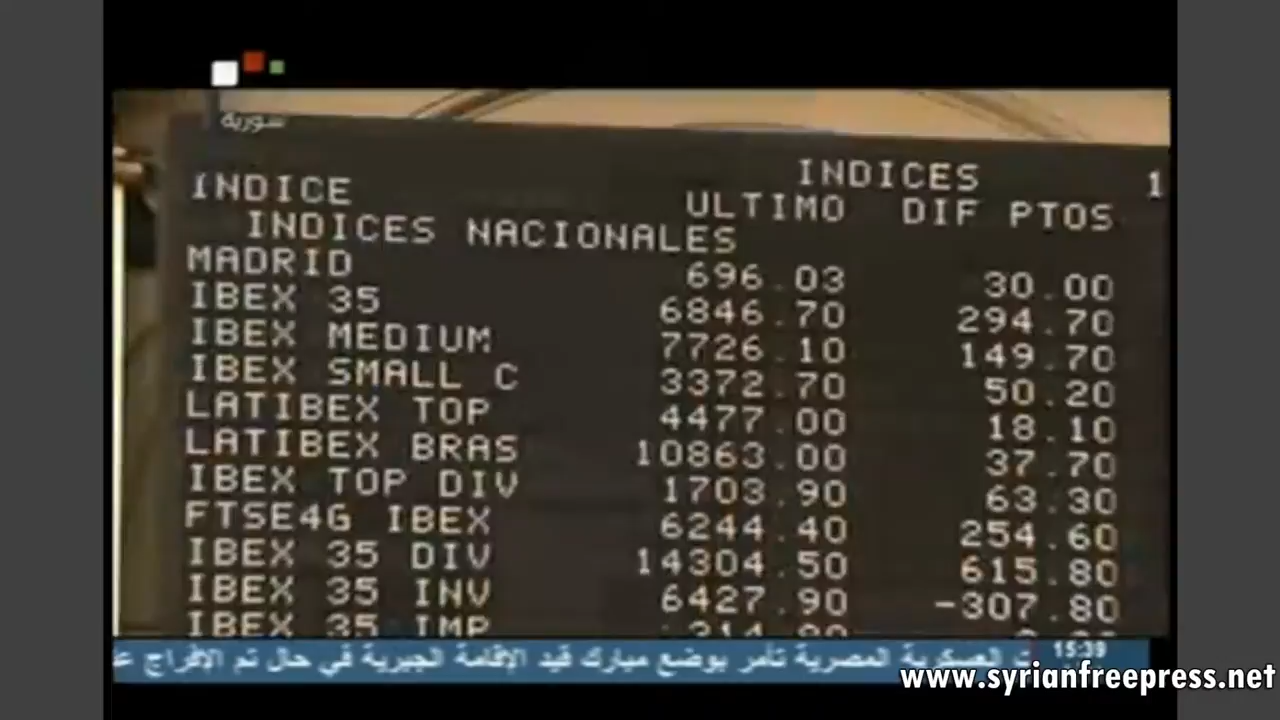 سورية
INDICES 1
INDICE ULTIMO DIF PTOS
INDICES NACIONALES
MADRID 696.03 30.00
IBEX 35 6846.70 294.70
IBEX MEDIUM 7726.10 149.70
IBEX SMALL C 3372.70 50.20
LATIBEX TOP 4477.00 18.10
LATIBEX BRAS 10863.00 37.70
IBEX TOP DIV 1703.90 63.30
FTSE4G IBEX 6244.40 254.60
IBEX 35 DIV 14304.50 615.80
IBEX 35 INV 6427.90 -307.80
IBEX 35 IMP
15:39
العسكرية المصرية تأمر بوضع مبارك قيد الإقامة الجبرية في حال تم الإفراج
www.syrianfreepress.net